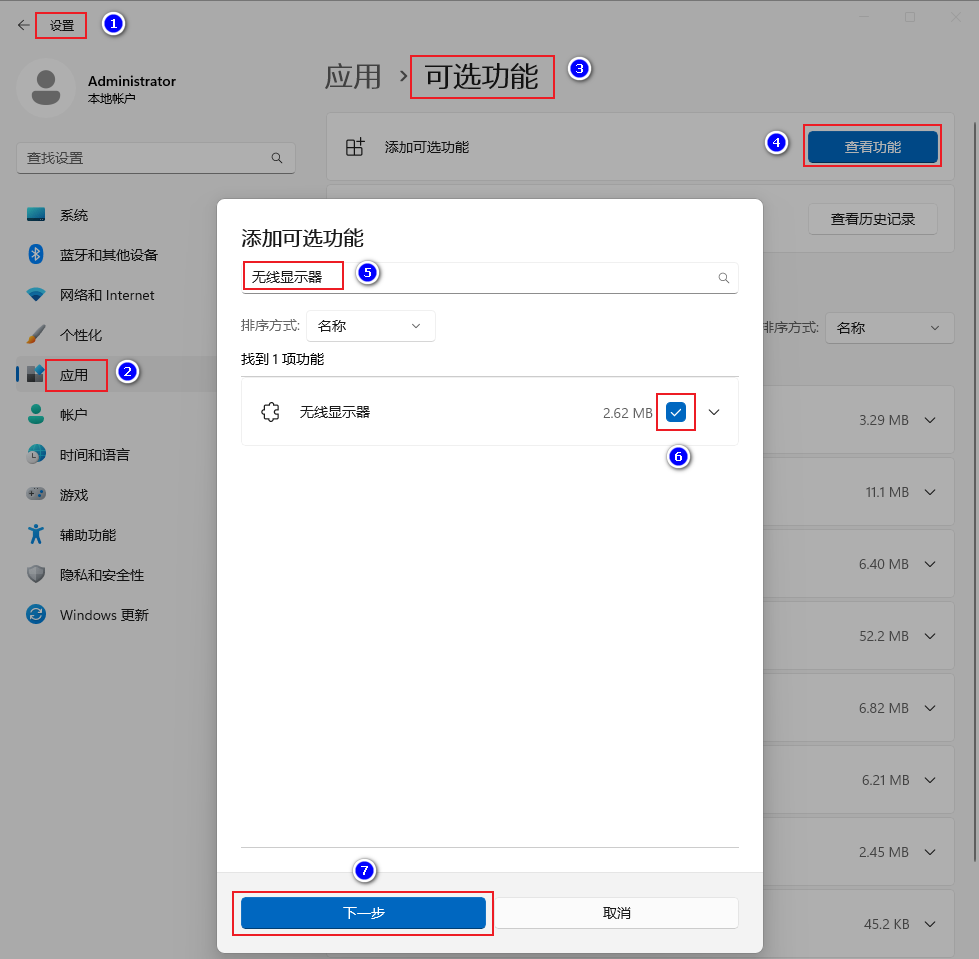 设置
1
Administrator
本地帐户
查找设置
系统
蓝牙和其他设备
网络和 Internet
个性化
应用
2
帐户
时间和语言
游戏
辅助功能
隐私和安全性
Windows 更新
应用 › 可选功能
3
添加可选功能
4
查看功能
查看历史记录
排序方式:
名称
3.29 MB
11.1 MB
6.40 MB
52.2 MB
6.82 MB
6.21 MB
2.45 MB
45.2 KB
添加可选功能
无线显示器
5
排序方式:
名称
找到 1 项功能
无线显示器
2.62 MB
6
7
下一步
取消